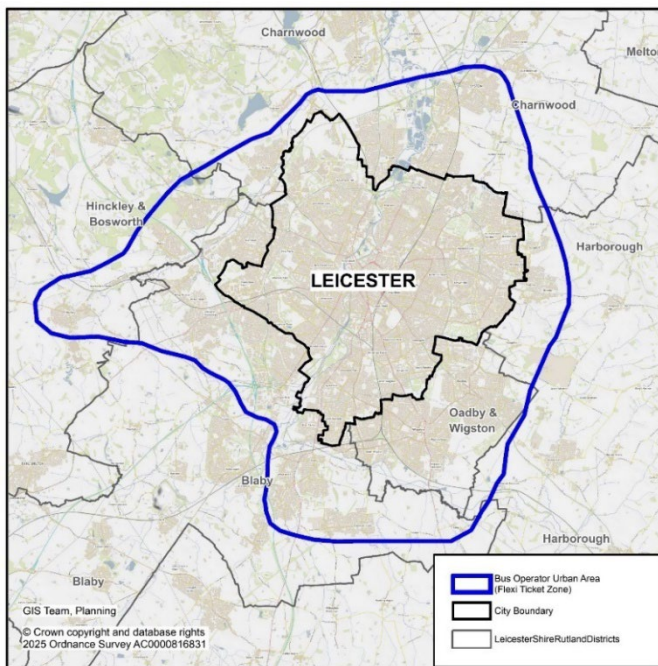 Charnwood
Melton
Charnwood
Hinckley &
Bosworth
Harborough
LEICESTER
Oadby &
Wigston
Blaby
Harborough
Blaby
GIS Team, Planning
© Crown copyright and database rights
2025 Ordnance Survey AC0000816831
Bus Operator Urban Area
(Flexi Ticket Zone)
City Boundary
LeicesterShireRutlandDistricts